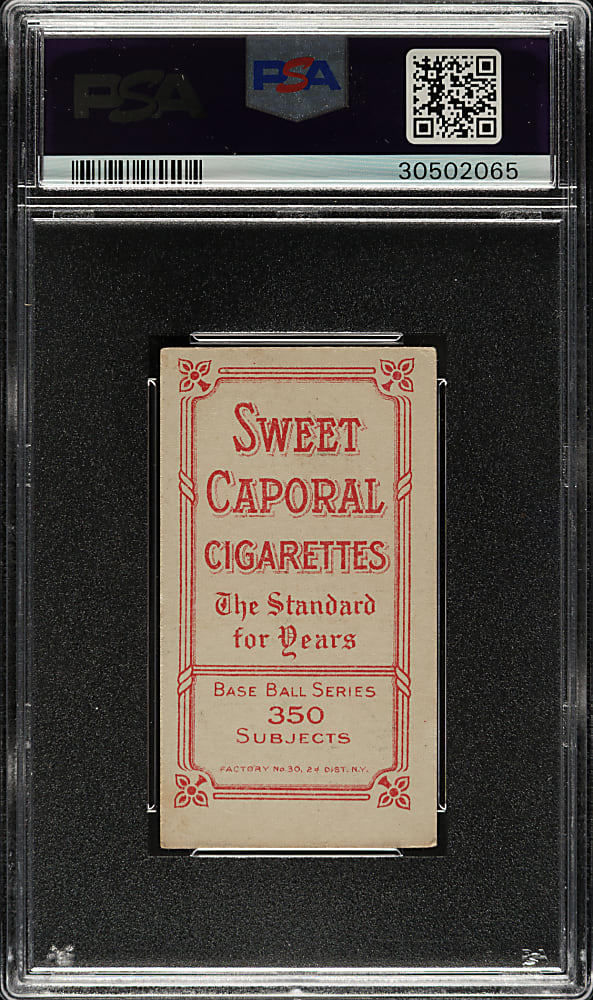 PSA
PSA
30502065
SWEET
CAPORAL
CIGARETTES
The Standard
for Years
BASE BALL SERIES
350
SUBJECTS
FACTORY No. 30, 2d DIST. N.Y.